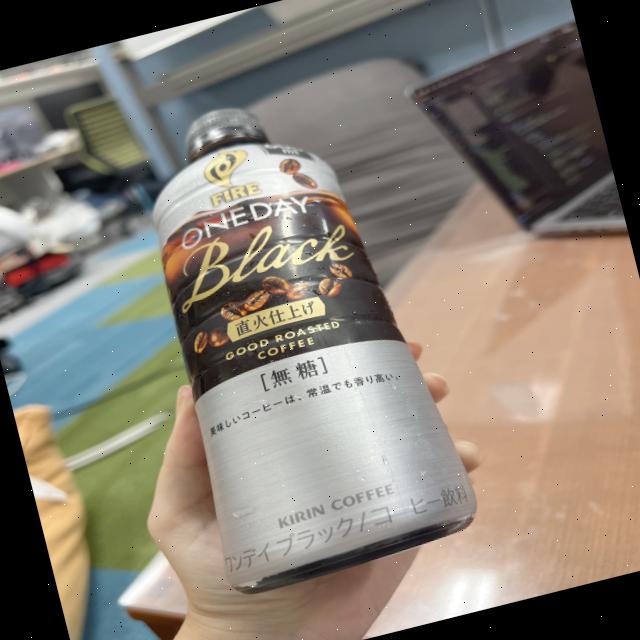 FIRE
ONEDAY
Black
直火仕上げ
GOOD ROASTED
COFFEE
[無糖]
美味しいコーヒーは、常温でも香り高い。
KIRIN COFFEE
ワンデイブラック/コーヒー飲料